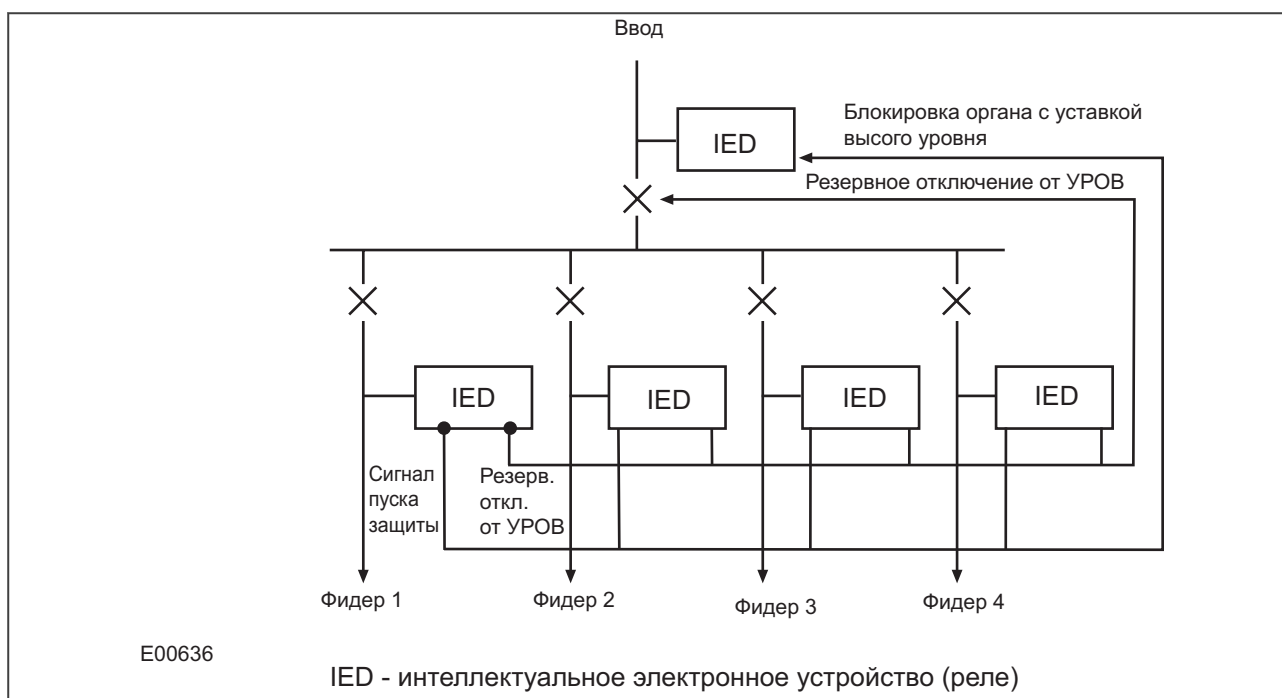 Ввод
IED
Блокировка органа с уставкой
высого уровня
Резервное отключение от УРОВ
IED
IED
IED
IED
Сигнал
пуска
защиты
Резерв.
откл.
от УРОВ
Фидер 1
Фидер 2
Фидер 3
Фидер 4
E00636
IED - интеллектуальное электронное устройство (реле)